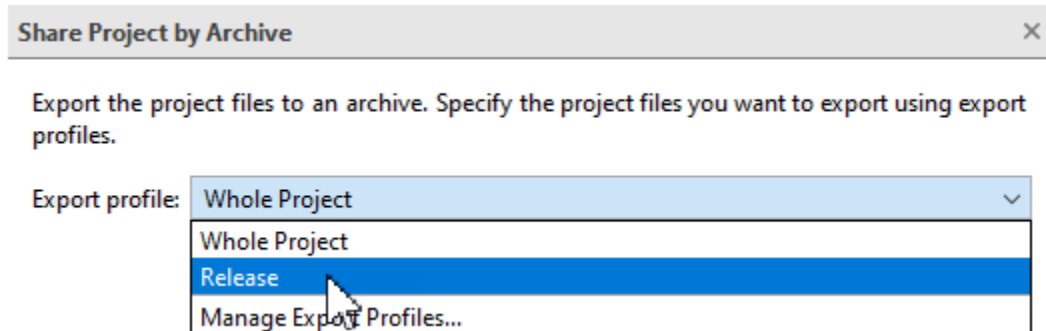 Share Project by Archive
Export the project files to an archive. Specify the project files you want to export using export
profiles.
Export profile: Whole Project
Whole Project
Release
Manage Export Profiles...